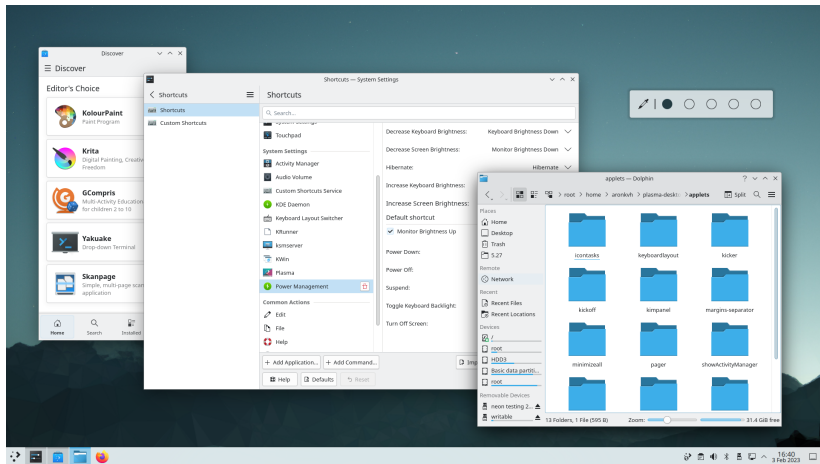 Discover
Discover
Editor's Choice
KolourPaint
Paint Program
Krita
Digital Painting, Creativ
Freedom
GCompris
Multi-Activity Education
for children 2 to 10
Yakuake
Drop-down Terminal
Skanpage
Simple, multi-page scan
application
Home
Search
Installed
Shortcuts — System Settings
Shortcuts
Shortcuts
Shortcuts
Custom Shortcuts
Search...
Touchpad
System Settings
Activity Manager
Audio Volume
Custom Shortcuts Service
KDE Daemon
Keyboard Layout Switcher
KRunner
ksmserver
KWin
Plasma
Power Management
Common Actions
Edit
File
Help
Add Application...
Add Command...
Help
Defaults
Reset
Decrease Keyboard Brightness:
Keyboard Brightness Down
Decrease Screen Brightness:
Monitor Brightness Down
Hibernate:
Hibernate
Increase Keyboard Brightness:
Increase Screen Brightness:
Default shortcut
Monitor Brightness Up
Power Down:
Power Off:
Suspend:
Toggle Keyboard Backlight:
Turn Off Screen:
Imp
applets — Dolphin
> root > home > aronkvh > plasma-deskto > applets
Split
Places
Home
Desktop
Trash
5.27
Remote
Network
Recent
Recent Files
Recent Locations
Devices
/
root
HDD3
Basic data partiti...
root
Removable Devices
neon testing 2...
writable
icontasks
keyboardlayout
kicker
kickoff
kimpanel
margins-separator
minimizeall
pager
showActivityManager
13 Folders, 1 File (595 B)
Zoom:
31.4 GiB free
16:40
3 Feb 2023